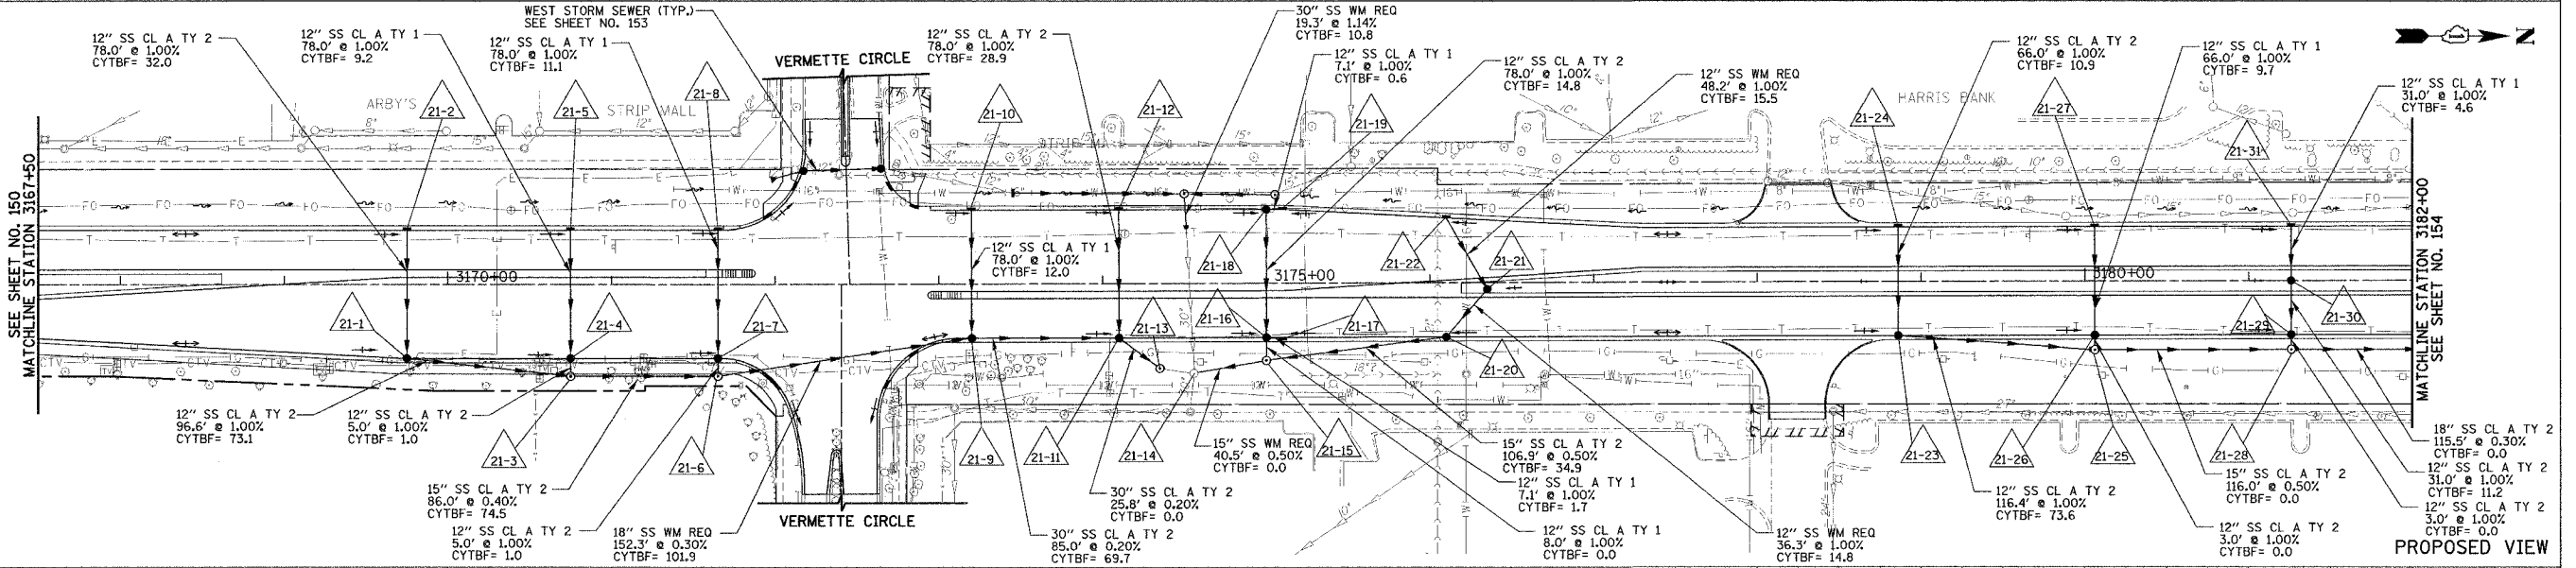 WEST STORM SEWER (TYP.)
SEE SHEET NO. 153
12" SS CL A TY 2
78.0' @ 1.00%
CYTBF= 32.0
12" SS CL A TY 1
78.0' @ 1.00%
CYTBF= 9.2
12" SS CL A TY 1
78.0' @ 1.00%
CYTBF= 11.1
12" SS CL A TY 2
78.0' @ 1.00%
CYTBF= 28.9
30" SS WM REQ
19.3' @ 1.14%
CYTBF= 10.8
12" SS CL A TY 1
7.1' @ 1.00%
CYTBF= 0.6
12" SS CL A TY 2
78.0' @ 1.00%
CYTBF= 14.8
12" SS WM REQ
48.2' @ 1.00%
CYTBF= 15.5
12" SS CL A TY 2
66.0' @ 1.00%
CYTBF= 10.9
12" SS CL A TY 1
66.0' @ 1.00%
CYTBF= 9.7
12" SS CL A TY 1
31.0' @ 1.00%
CYTBF= 4.6
N
VERMETTE CIRCLE
ARBY'S
STRIP MALL
HARRIS BANK
21-2
21-5
21-8
21-10
21-12
21-19
21-24
21-27
21-31
SEE SHEET NO. 150
MATCHLINE STATION 3167+50
3170+00
12" SS CL A TY 1
78.0' @ 1.00%
CYTBF= 12.0
21-18
3175+00
21-22
21-21
3180+00
MATCHLINE STATION 3182+00
SEE SHEET NO. 154
21-1
21-4
21-7
21-13
21-16
21-17
21-20
21-29
21-30
21-3
21-6
21-9
21-11
21-14
21-15
21-23
21-26
21-25
21-28
12" SS CL A TY 2
96.6' @ 1.00%
CYTBF= 73.1
12" SS CL A TY 2
5.0' @ 1.00%
CYTBF= 1.0
15" SS CL A TY 2
86.0' @ 0.40%
CYTBF= 74.5
12" SS CL A TY 2
5.0' @ 1.00%
CYTBF= 1.0
18" SS WM REQ
152.3' @ 0.30%
CYTBF= 101.9
VERMETTE CIRCLE
30" SS CL A TY 2
85.0' @ 0.20%
CYTBF= 69.7
30" SS CL A TY 2
25.8' @ 0.20%
CYTBF= 0.0
15" SS WM REQ
40.5' @ 0.50%
CYTBF= 0.0
15" SS CL A TY 2
106.9' @ 0.50%
CYTBF= 34.9
12" SS CL A TY 1
7.1' @ 1.00%
CYTBF= 1.7
12" SS CL A TY 1
8.0' @ 1.00%
CYTBF= 0.0
12" SS WM REQ
36.3' @ 1.00%
CYTBF= 14.8
12" SS CL A TY 2
116.4' @ 1.00%
CYTBF= 73.6
15" SS CL A TY 2
116.0' @ 0.50%
CYTBF= 0.0
12" SS CL A TY 2
3.0' @ 1.00%
CYTBF= 0.0
18" SS CL A TY 2
115.5' @ 0.30%
CYTBF= 0.0
12" SS CL A TY 2
31.0' @ 1.00%
CYTBF= 11.2
12" SS CL A TY 2
3.0' @ 1.00%
CYTBF= 0.0
PROPOSED VIEW